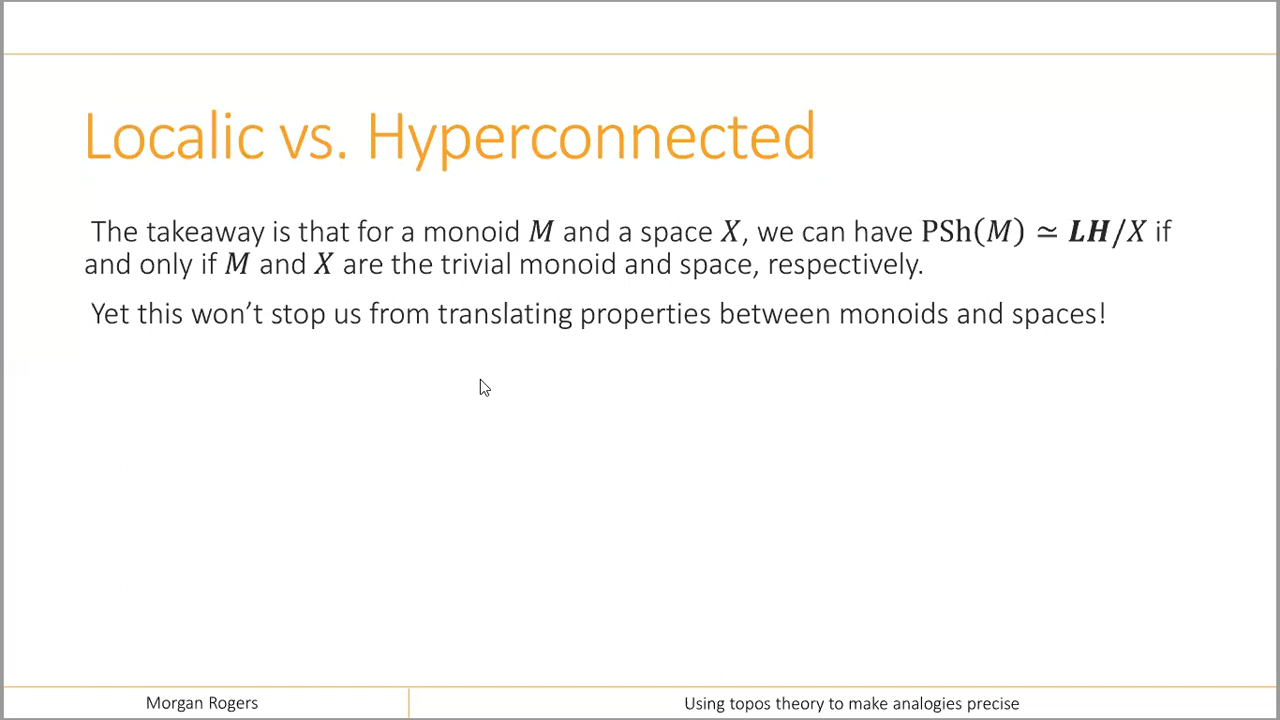 Localic vs. Hyperconnected
The takeaway is that for a monoid 𝑀 and a space 𝑋, we can have PSh(𝑀) ≃ 𝑳𝑯/𝑋 if
and only if 𝑀 and 𝑋 are the trivial monoid and space, respectively.
Yet this won’t stop us from translating properties between monoids and spaces!
Morgan Rogers
Using topos theory to make analogies precise